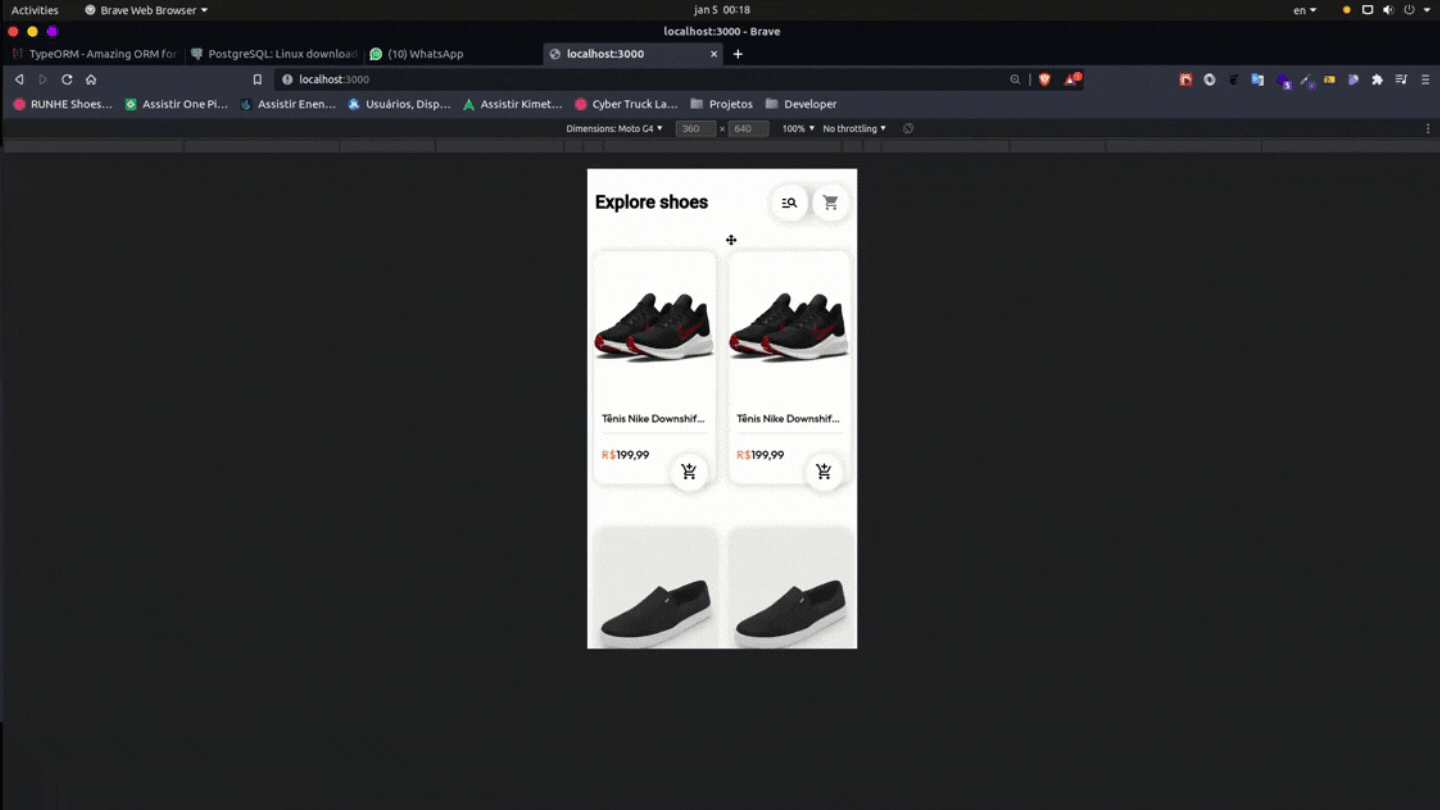 Activities Brave Web Browser jan 5 00:18 en
localhost:3000 - Brave
TypeORM - Amazing ORM for PostgreSQL: Linux download (10) WhatsApp localhost:3000
localhost:3000
RUNHE Shoes... Assistir One Pi... Assistir Enen... Usuários, Disp... Assistir Kimet... Cyber Truck La... Projetos Developer
Dimensions: Moto G4 360 × 640 100% No throttling
Explore shoes
Tênis Nike Downshif... Tênis Nike Downshif...
R$199,99 R$199,99